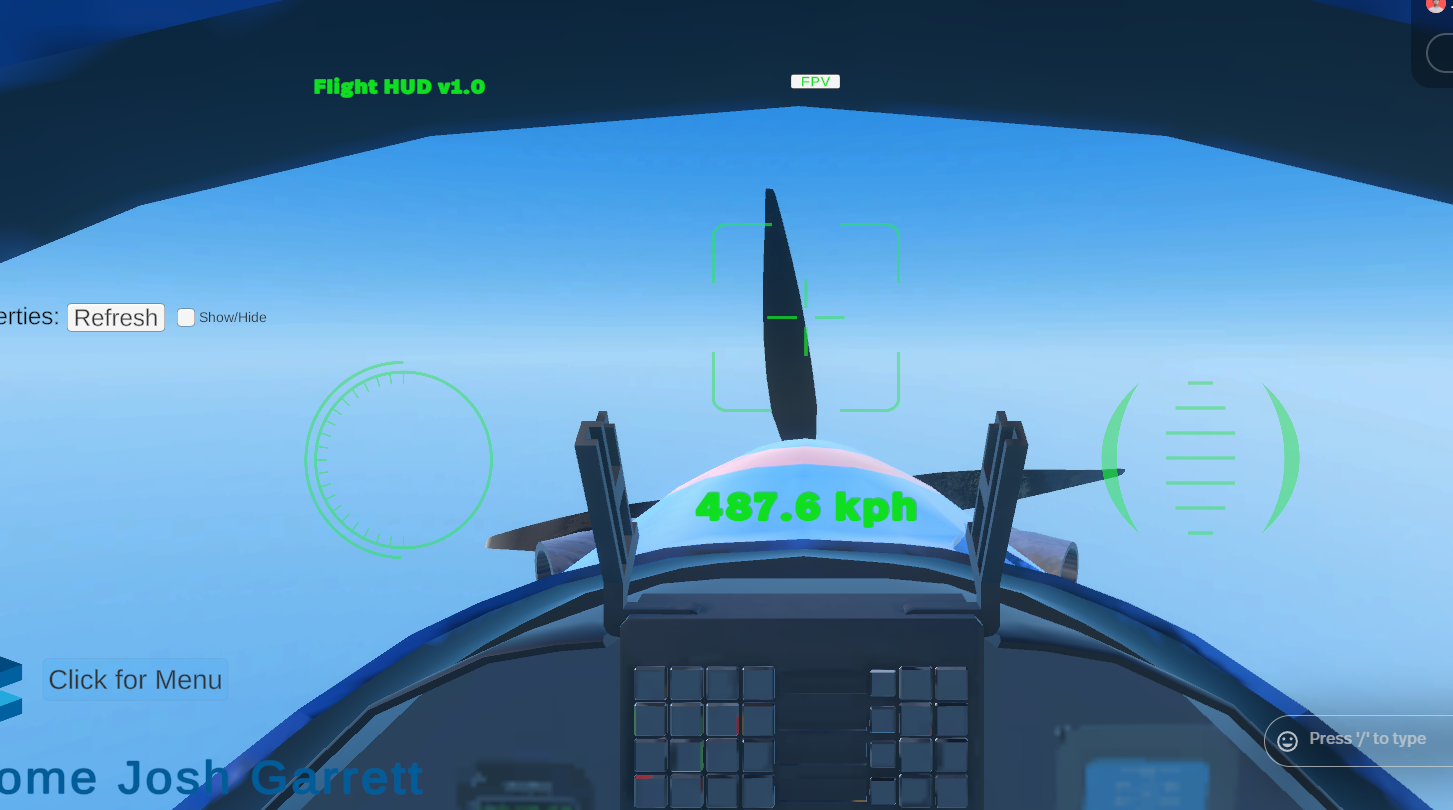 Flight HUD v1.0
FPV
erties: Refresh Show/Hide
487.6 kph
Click for Menu
Press '/' to type
ome Josh Garrett